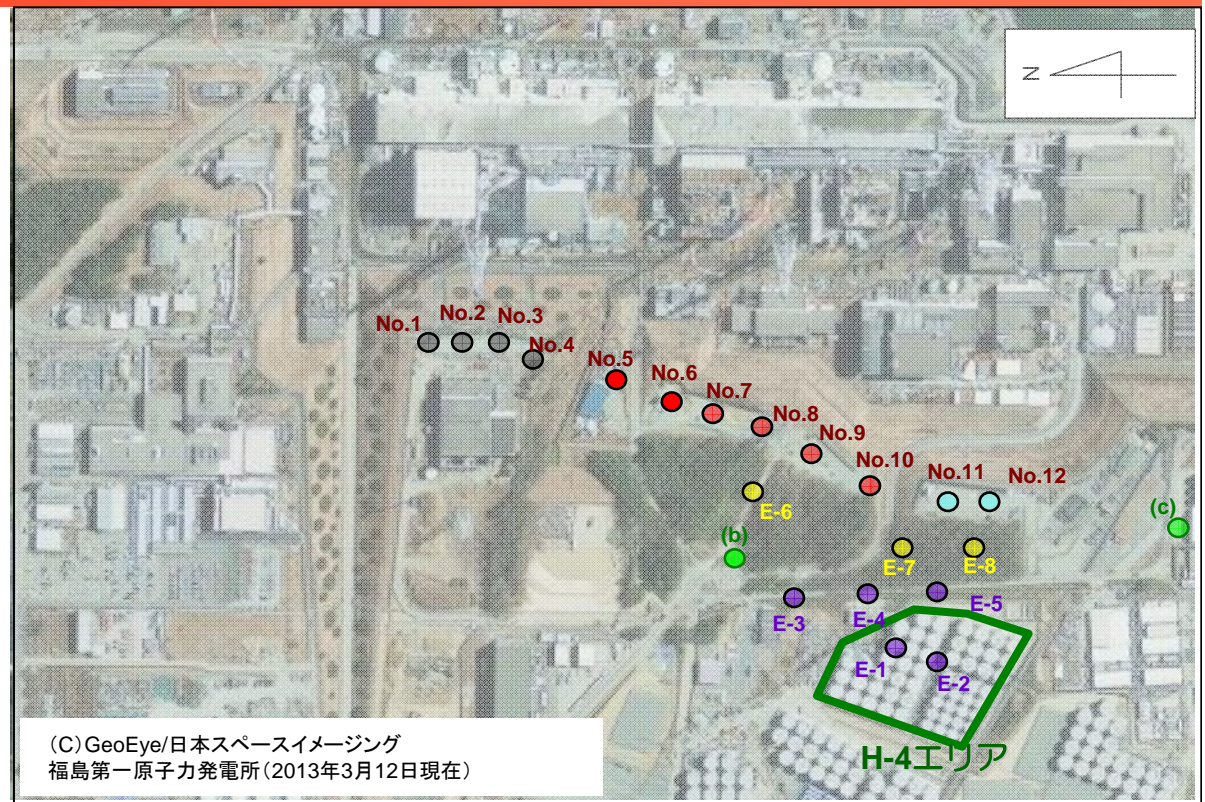 N
No.1
No.2
No.3
No.4
No.5
No.6
No.7
No.8
No.9
No.10
No.11
No.12
E-6
(b)
(c)
E-7
E-8
E-3
E-4
E-5
E-1
E-2
H-4エリア
(C)GeoEye/日本スペースイメージング
福島第一原子力発電所(2013年3月12日現在)